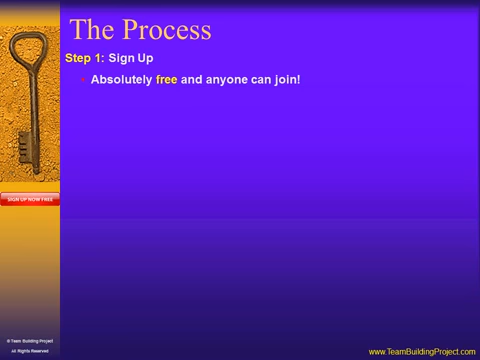 The Process
Step 1: Sign Up
Absolutely free and anyone can join!
SIGN UP NOW FREE
© Team Building Project
All Rights Reserved
www.TeamBuildingProject.com